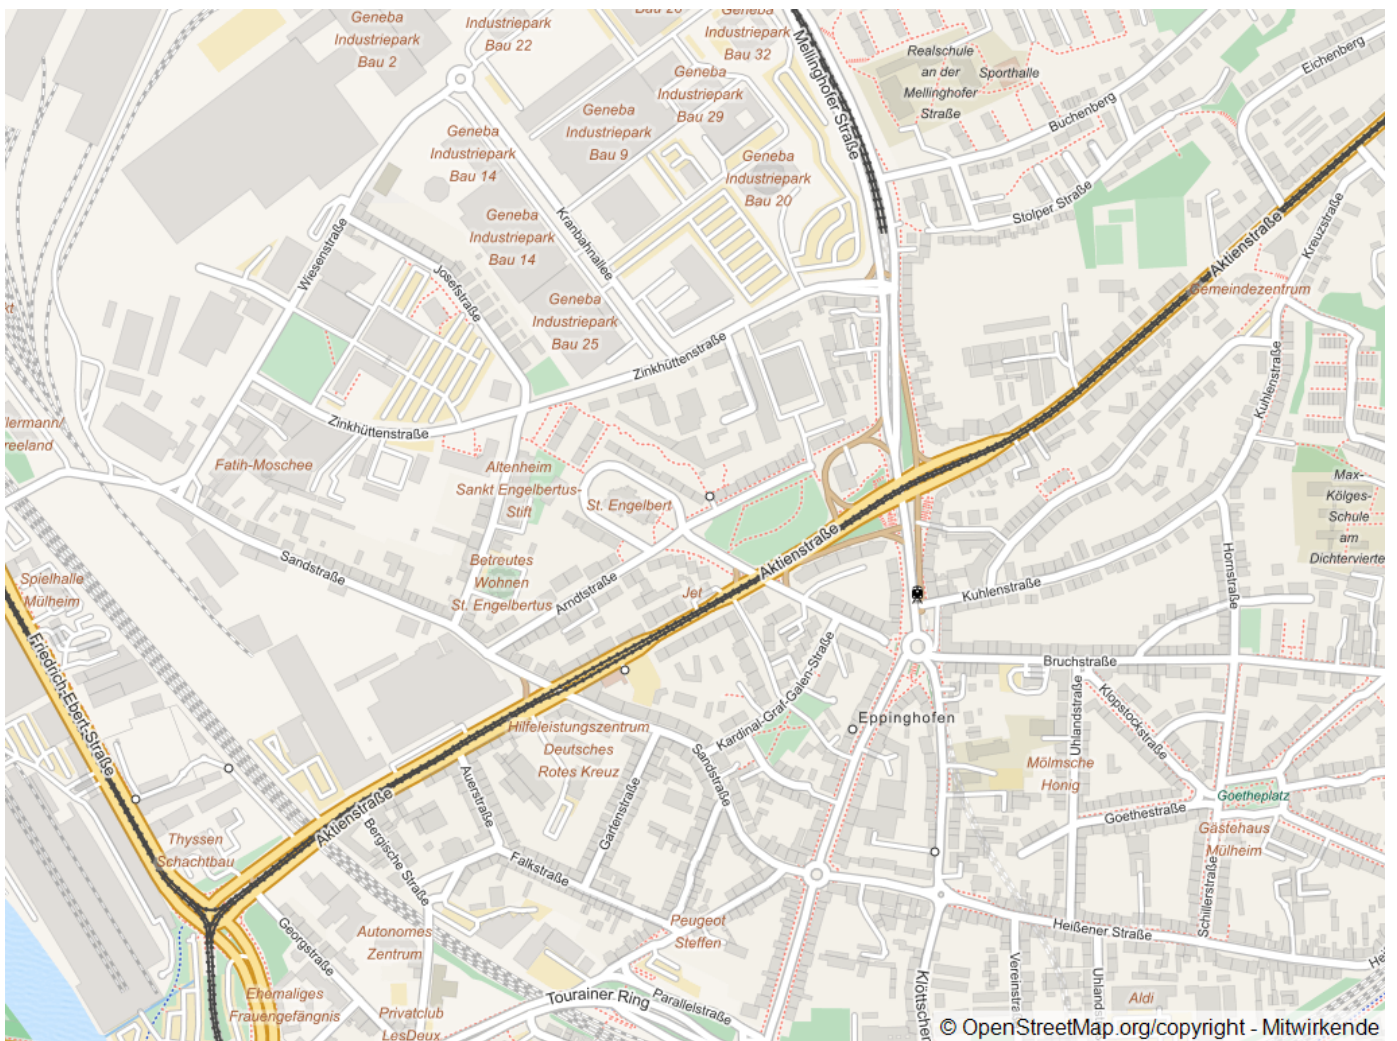 Geneba
Industriepark
Bau 2
Industriepark
Bau 22
Geneba
Industriepark
Bau 32
Mellinghofer Straße
Realschule
an der
Mellinghofer
Straße
Sporthalle
Eichenberg
Buchenberg
Geneba
Industriepark
Bau 29
Geneba
Industriepark
Bau 9
Geneba
Industriepark
Bau 14
Geneba
Industriepark
Bau 20
Stolper Straße
Kreuzstraße
Aktienstraße
Gemeindezentrum
Wiesenstraße
Kranbahnallee
Geneba
Industriepark
Bau 14
Josefstraße
Geneba
Industriepark
Bau 25
Zinkhüttenstraße
Kuhlenstraße
Zinkhüttenstraße
Fatih-Moschee
Altenheim
Sankt Engelbertus-
Stift
St. Engelbert
Max-
Kölges-
Schule
am
Dichtervierte
Aktienstraße
Sandstraße
Betreutes
Wohnen
St. Engelbertus
Arndtstraße
Jet
Kuhlenstraße
Hornstraße
Spielhalle
Mülheim
Friedrich-Ebert-Straße
Bruchstraße
Kardinal-Graf-Galen-Straße
Eppinghofen
Uhlandstraße
Klopstockstraße
Hilfeleistungszentrum
Deutsches
Rotes Kreuz
Sandstraße
Mölmsche
Honig
Goetheplatz
Goethestraße
Gästehaus
Mülheim
Auerstraße
Gartenstraße
Aktienstraße
Bergische Straße
Thyssen
Schachtbau
Falkstraße
Schillerstraße
Peugeot
Steffen
Heißener Straße
Georgstraße
Autonomes
Zentrum
Ehemaliges
Frauengefängnis
Privatclub
LesDeux
Tourainer Ring
Parallelstraße
Klöttschen
Vereinstra
Uhland
Aldi
© OpenStreetMap.org/copyright - Mitwirkende